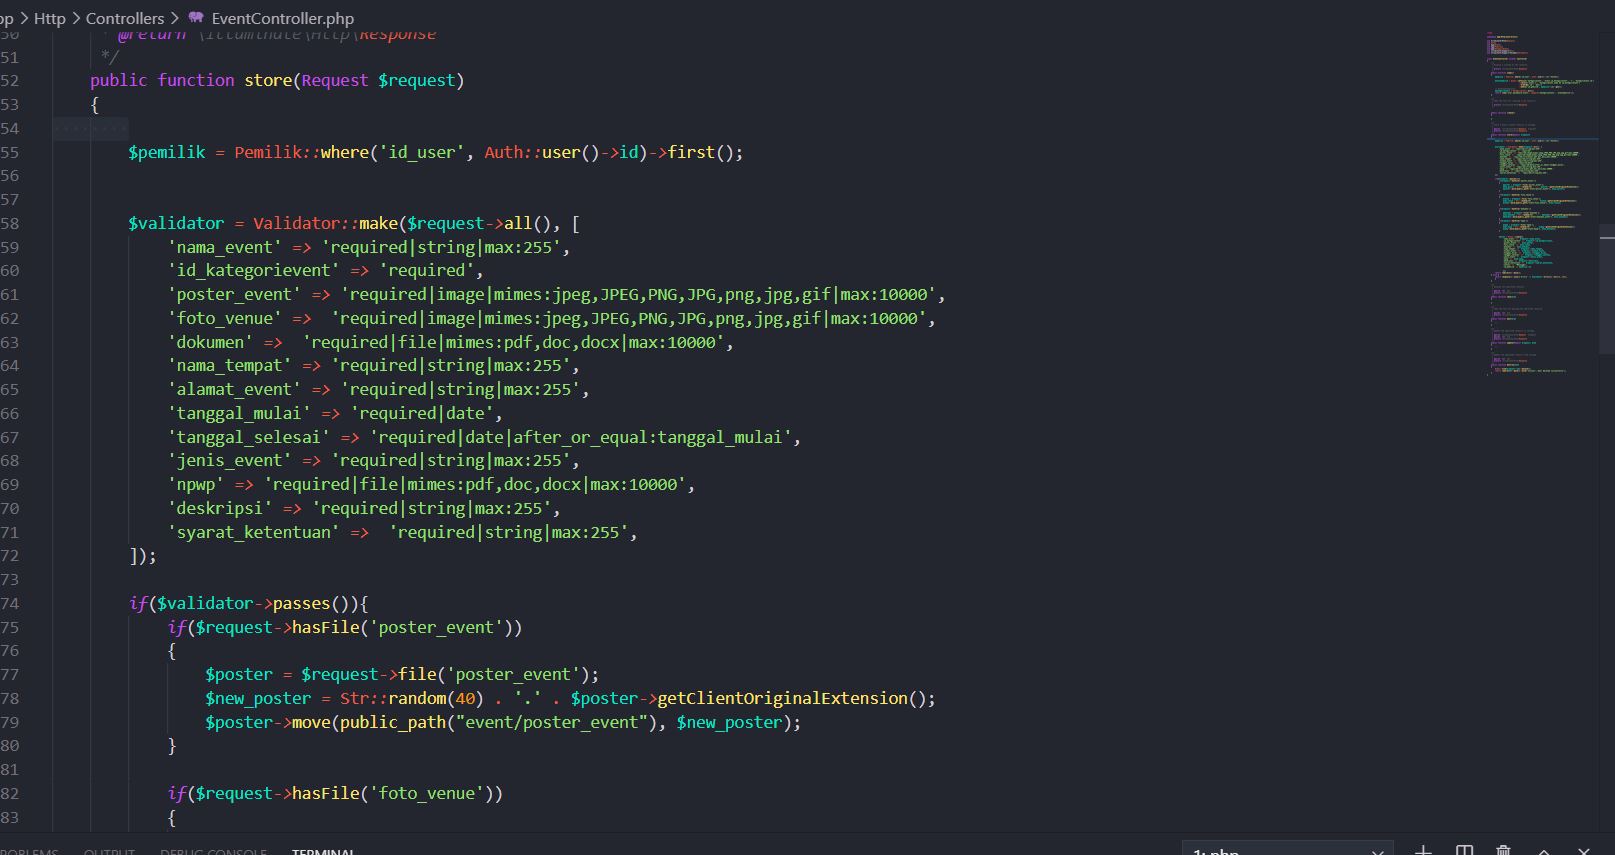 Http > Controllers > EventController.php
50 * @return \Illuminate\Http\Response
51 */
52 public function store(Request $request)
53 {
54
55 $pemilik = Pemilik::where('id_user', Auth::user()->id)->first();
56
57
58 $validator = Validator::make($request->all(), [
59 'nama_event' => 'required|string|max:255',
60 'id_kategorievent' => 'required',
61 'poster_event' => 'required|image|mimes:jpeg,JPEG,PNG,JPG,png,jpg,gif|max:10000',
62 'foto_venue' =>  'required|image|mimes:jpeg,JPEG,PNG,JPG,png,jpg,gif|max:10000',
63 'dokumen' =>  'required|file|mimes:pdf,doc,docx|max:10000',
64 'nama_tempat' => 'required|string|max:255',
65 'alamat_event' => 'required|string|max:255',
66 'tanggal_mulai' => 'required|date',
67 'tanggal_selesai' => 'required|date|after_or_equal:tanggal_mulai',
68 'jenis_event' => 'required|string|max:255',
69 'npwp' => 'required|file|mimes:pdf,doc,docx|max:10000',
70 'deskripsi' => 'required|string|max:255',
71 'syarat_ketentuan' =>  'required|string|max:255',
72 ]);
73
74 if($validator->passes()){
75 if($request->hasFile('poster_event'))
76 {
77 $poster = $request->file('poster_event');
78 $new_poster = Str::random(40) . '.' . $poster->getClientOriginalExtension();
79 $poster->move(public_path("event/poster_event"), $new_poster);
80 }
81
82 if($request->hasFile('foto_venue'))
83 {
PROBLEMS OUTPUT DEBUG CONSOLE TERMINAL 1: php